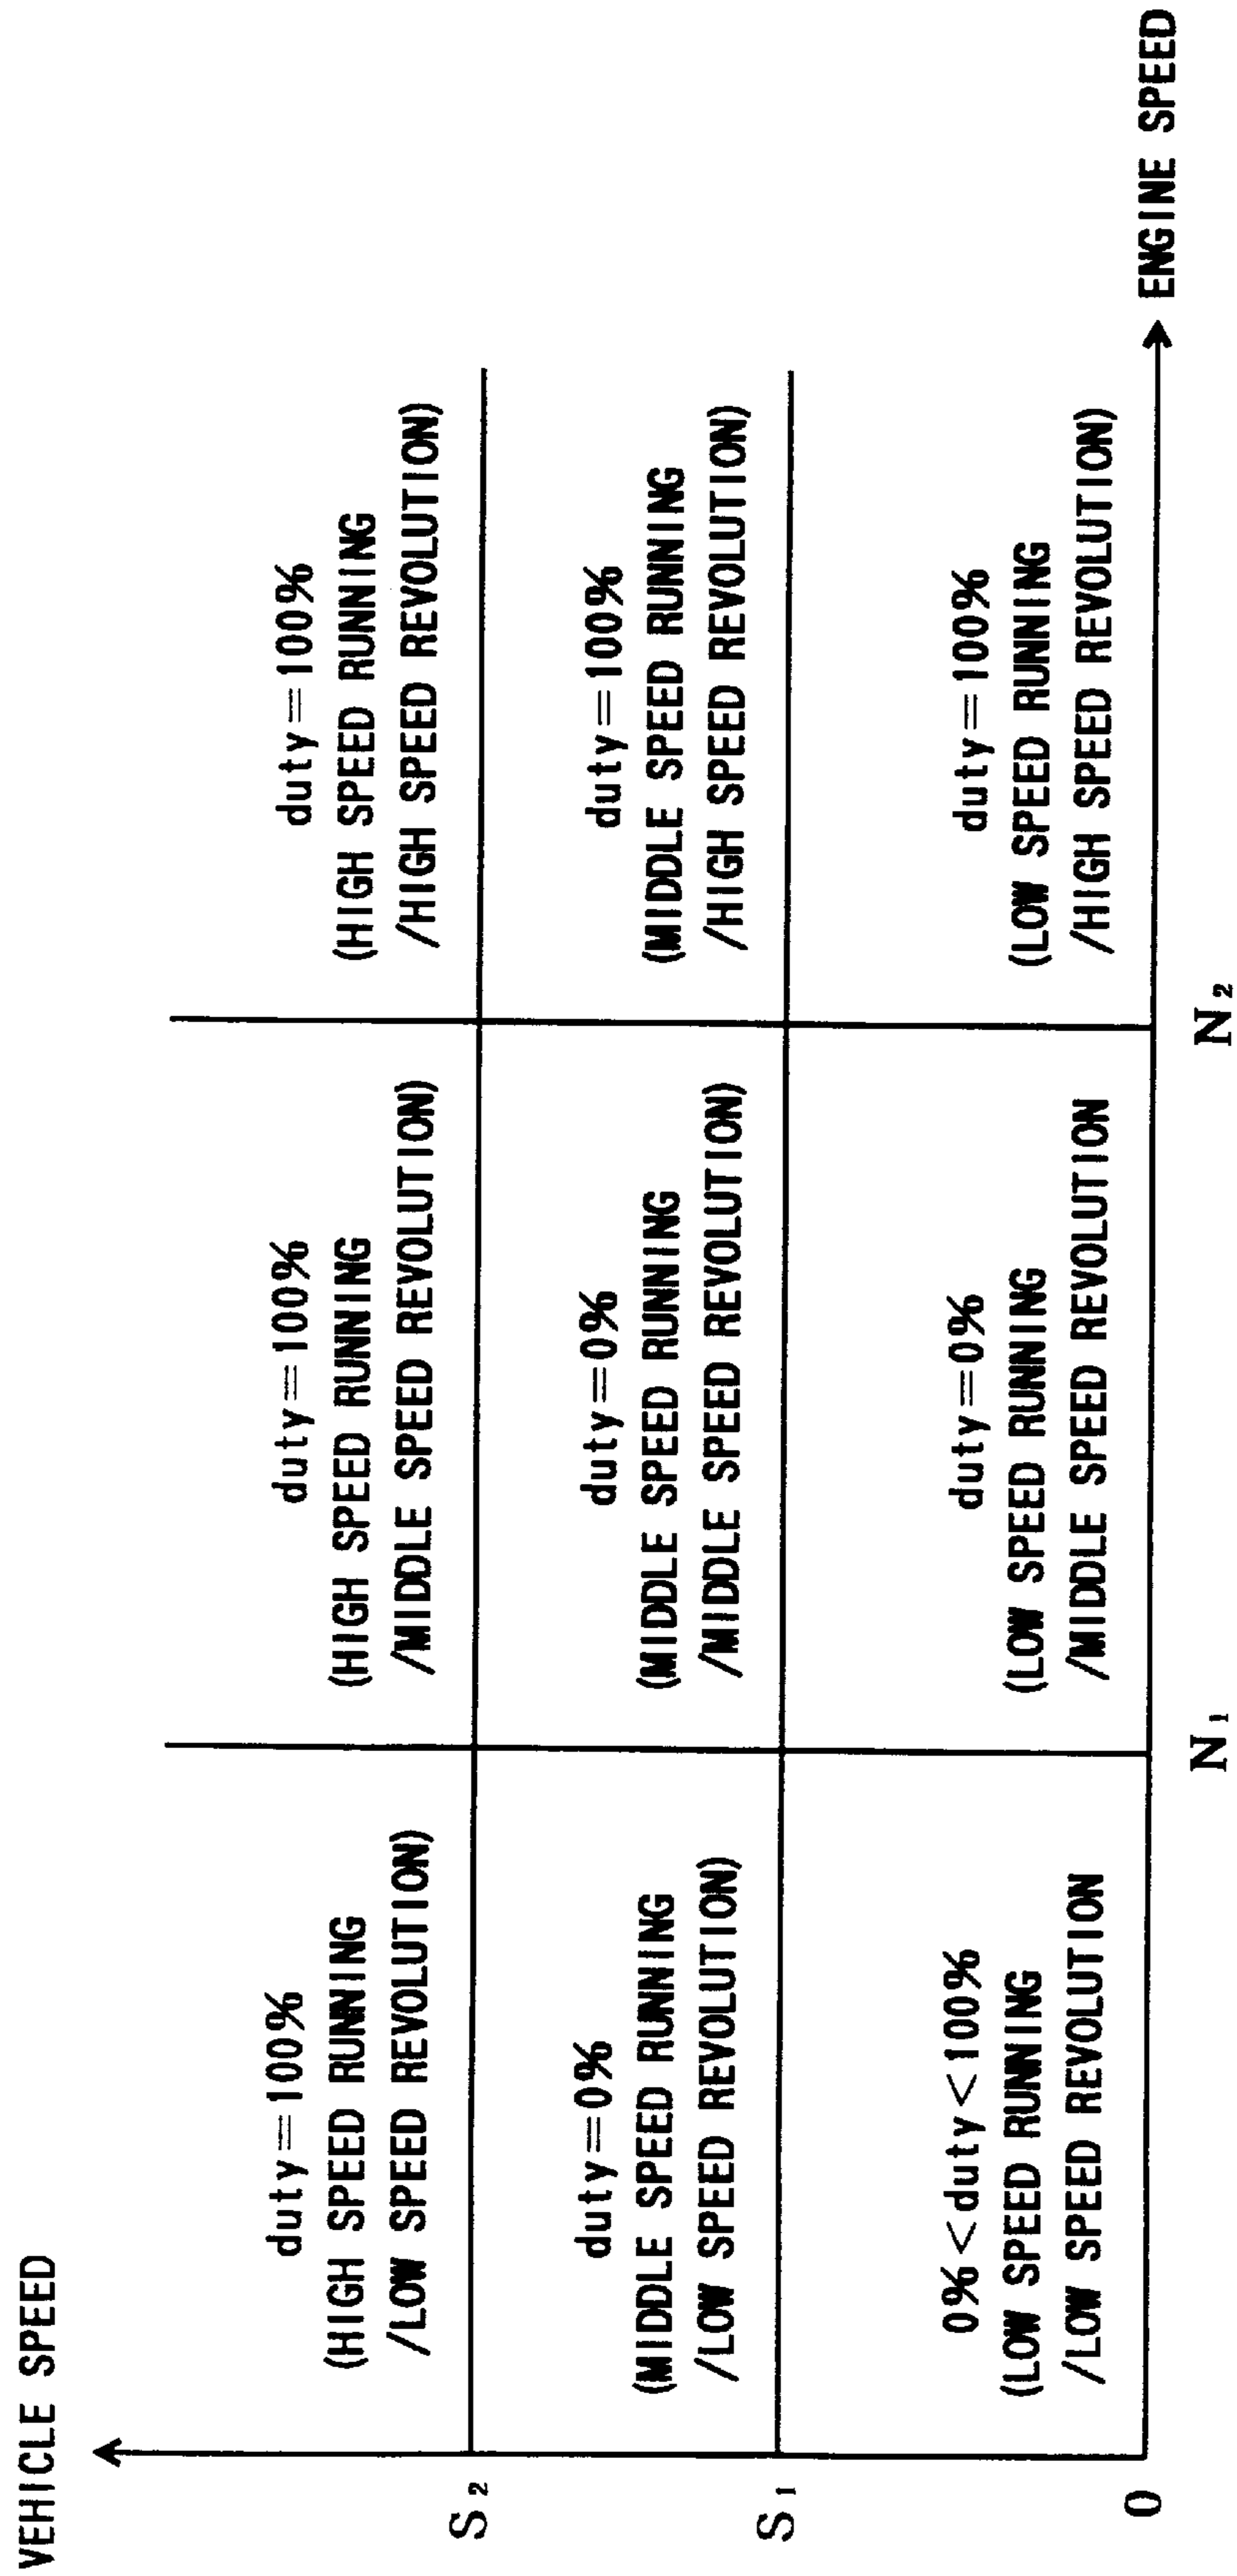 VEHICLE SPEED
duty=100%
(HIGH SPEED RUNNING
/LOW SPEED REVOLUTION)
duty=100%
(HIGH SPEED RUNNING
/MIDDLE SPEED REVOLUTION)
duty=100%
(HIGH SPEED RUNNING
/HIGH SPEED REVOLUTION)
S₂
duty=0%
(MIDDLE SPEED RUNNING
/LOW SPEED REVOLUTION)
duty=0%
(MIDDLE SPEED RUNNING
/MIDDLE SPEED REVOLUTION)
duty=100%
(MIDDLE SPEED RUNNING
/HIGH SPEED REVOLUTION)
S₁
0%<duty<100%
(LOW SPEED RUNNING
/LOW SPEED REVOLUTION
duty=0%
(LOW SPEED RUNNING
/MIDDLE SPEED REVOLUTION
duty=100%
(LOW SPEED RUNNING
/HIGH SPEED REVOLUTION)
0
N₁
N₂
ENGINE SPEED